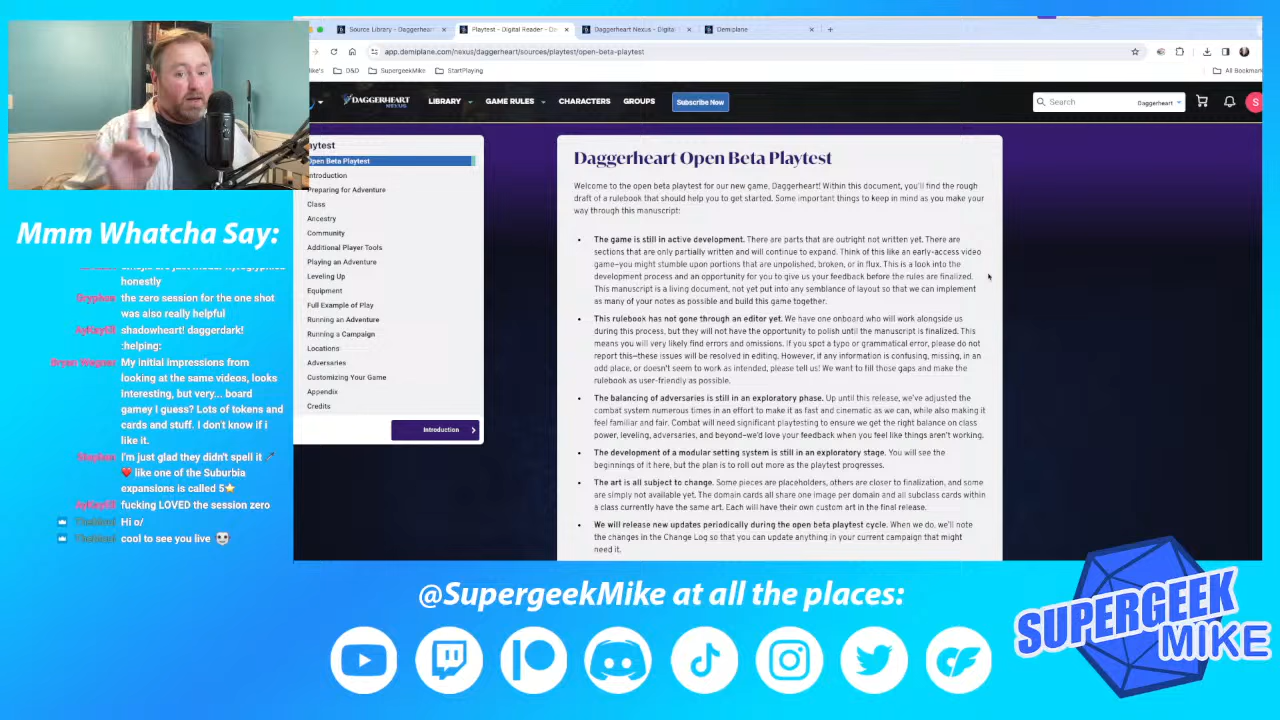 Source Library - Daggerhear
Playtest - Digital Reader - De
Daggerheart Nexus - Digital
Demiplane
app.demiplane.com/nexus/daggerheart/sources/playtest/open-beta-playtest
D&D
SupergeekMike
StartPlaying
All Bookmar
DAGGERHEART
NEXUS
LIBRARY
GAME RULES
CHARACTERS
GROUPS
Subscribe Now
Search
Daggerheart
S
aytest
Open Beta Playtest
Introduction
Preparing for Adventure
Class
Ancestry
Community
Additional Player Tools
Playing an Adventure
Leveling Up
Equipment
Full Example of Play
Running an Adventure
Running a Campaign
Locations
Adversaries
Customizing Your Game
Appendix
Credits
Introduction
Daggerheart Open Beta Playtest
Welcome to the open beta playtest for our new game, Daggerheart! Within this document, you'll find the rough
draft of a rulebook that should help you to get started. Some important things to keep in mind as you make your
way through this manuscript:
• The game is still in active development. There are parts that are outright not written yet. There are
sections that are only partially written and will continue to expand. Think of this like an early-access video
game—you might stumble upon portions that are unpolished, broken, or in flux. This is a look into the
development process and an opportunity for you to give us your feedback before the rules are finalized.
This manuscript is a living document, not yet put into any semblance of layout so that we can implement
as many of your notes as possible and build this game together.
• This rulebook has not gone through an editor yet. We have one onboard who will work alongside us
during this process, but they will not have the opportunity to polish until the manuscript is finalized. This
means you will very likely find errors and omissions. If you spot a typo or grammatical error, please do not
report this—these issues will be resolved in editing. However, if any information is confusing, missing, in an
odd place, or doesn't seem to work as intended, please tell us! We want to fill those gaps and make the
rulebook as user-friendly as possible.
• The balancing of adversaries is still in an exploratory phase. Up until this release, we've adjusted the
combat system numerous times in an effort to make it as fast and cinematic as we can, while also making it
feel familiar and fair. Combat will need significant playtesting to ensure we get the right balance on class
power, leveling, adversaries, and beyond—we'd love your feedback when you feel like things aren't working.
• The development of a modular setting system is still in an exploratory stage. You will see the
beginnings of it here, but the plan is to roll out more as the playtest progresses.
• The art is all subject to change. Some pieces are placeholders, others are closer to finalization, and some
are simply not available yet. The domain cards all share one image per domain and all subclass cards within
a class currently have the same art. Each will have their own custom art in the final release.
• We will release new updates periodically during the open beta playtest cycle. When we do, we'll note
the changes in the Change Log so that you can update anything in your current campaign that might
need it.
Mmm Whatcha Say:
honestly
the zero session for the one shot
was also really helpful
shadowheart! daggerdark!
:helping:
My initial impressions from
looking at the same videos, looks
Interesting, but very... board
gamey I guess? Lots of tokens and
cards and stuff. I don't know if i
like it.
I'm just glad they didn't spell it 🗡
❤ like one of the Suburbia
expansions is called 5⭐
fucking LOVED the session zero
Hi o/
cool to see you live
@SupergeekMike at all the places:
SUPERGEEK
MIKE